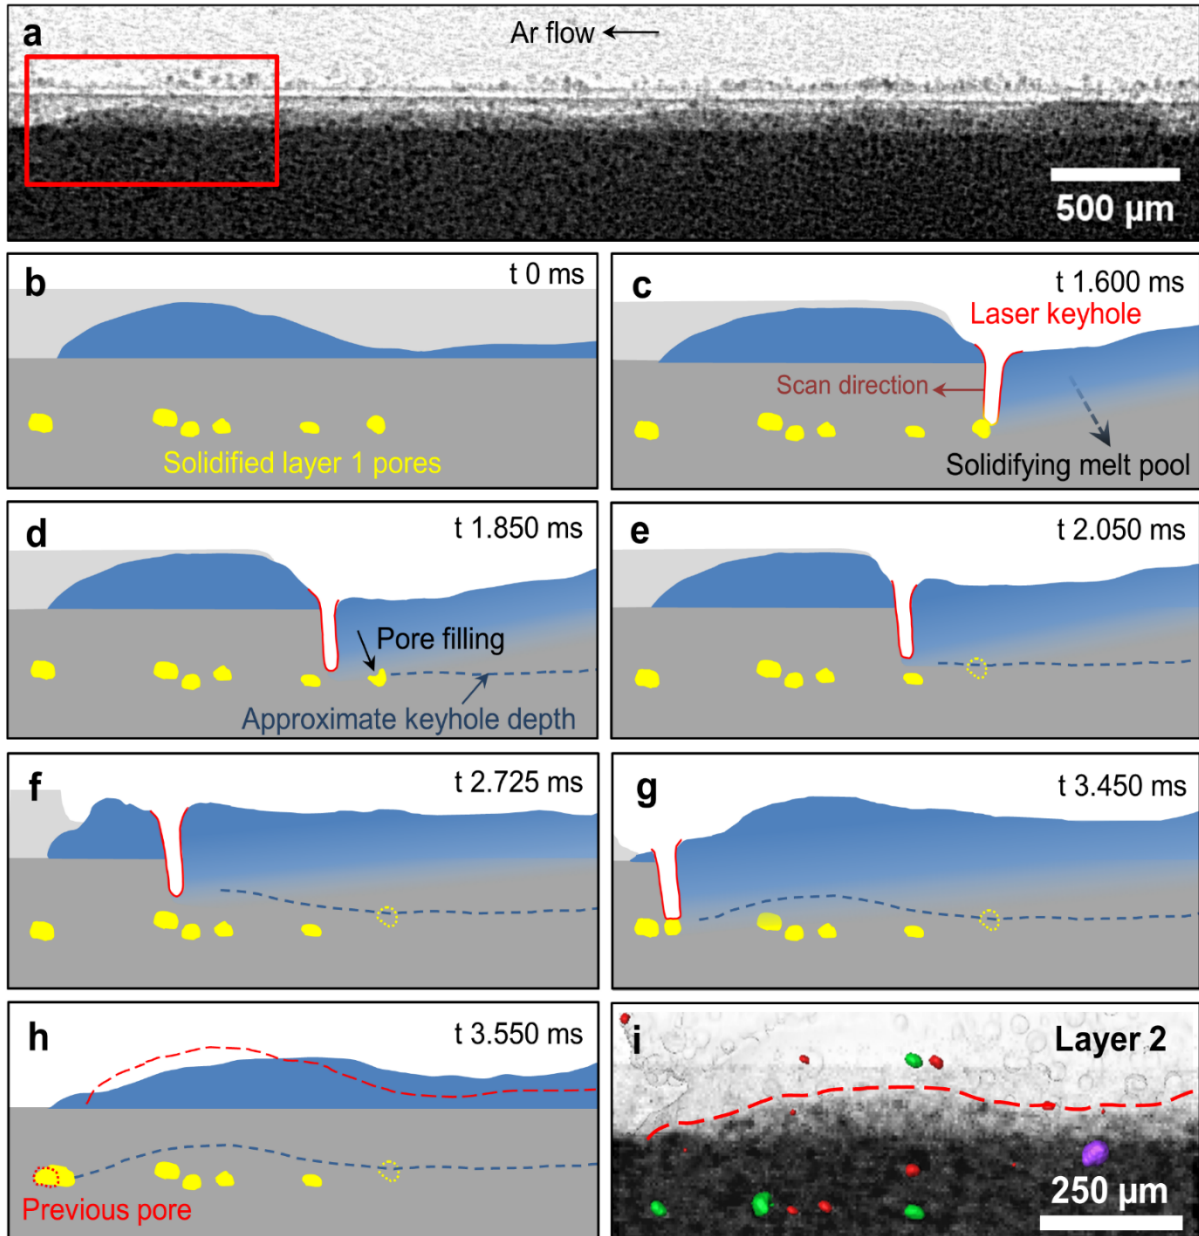 a
Ar flow
500 µm
b
t 0 ms
Solidified layer 1 pores
c
t 1.600 ms
Laser keyhole
Scan direction
Solidifying melt pool
d
t 1.850 ms
Pore filling
Approximate keyhole depth
e
t 2.050 ms
f
t 2.725 ms
g
t 3.450 ms
h
t 3.550 ms
Previous pore
i
Layer 2
250 µm